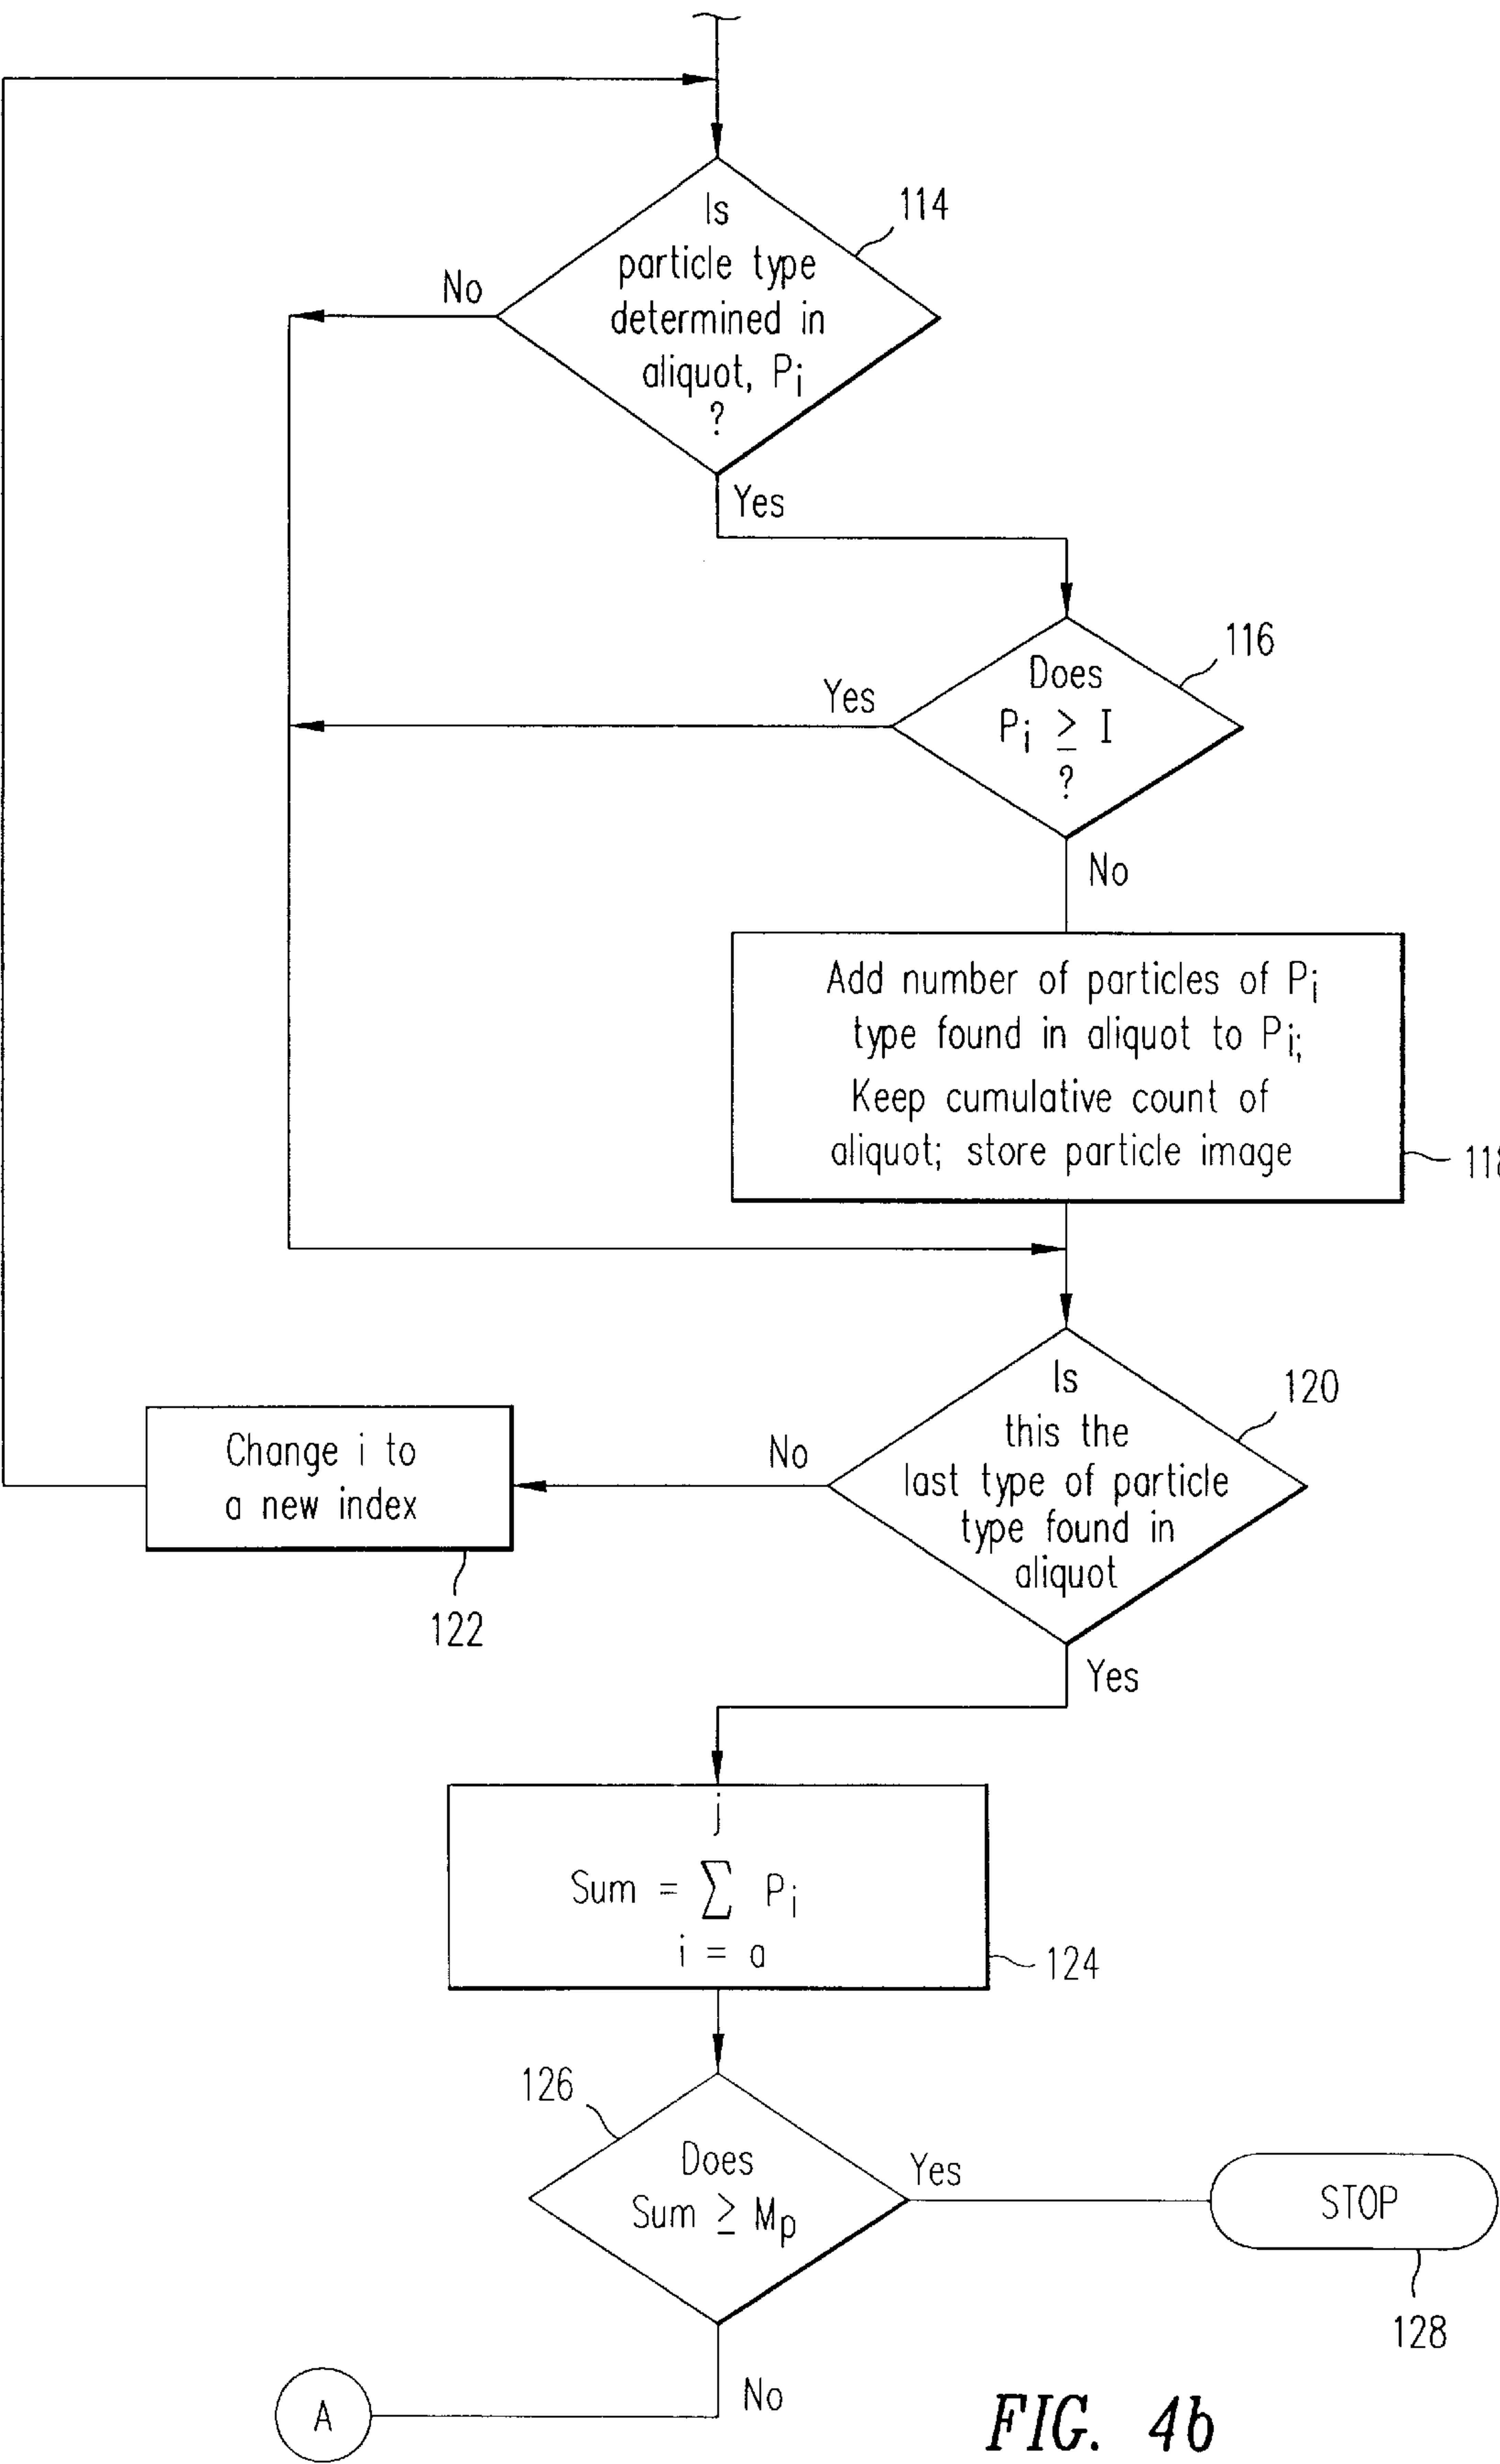 Is
particle type
determined in
aliquot, Pi
?
114
No
Yes
Does
Pi ≥ I
?
116
Yes
No
Add number of particles of Pi
type found in aliquot to Pi;
Keep cumulative count of
aliquot; store particle image
Is
this the
last type of particle
type found in
aliquot
120
No
Change i to
a new index
122
Yes
j
Sum = ∑ Pi
i = a
124
126
Does
Sum ≥ Mp
Yes
STOP
128
No
A
FIG. 4b